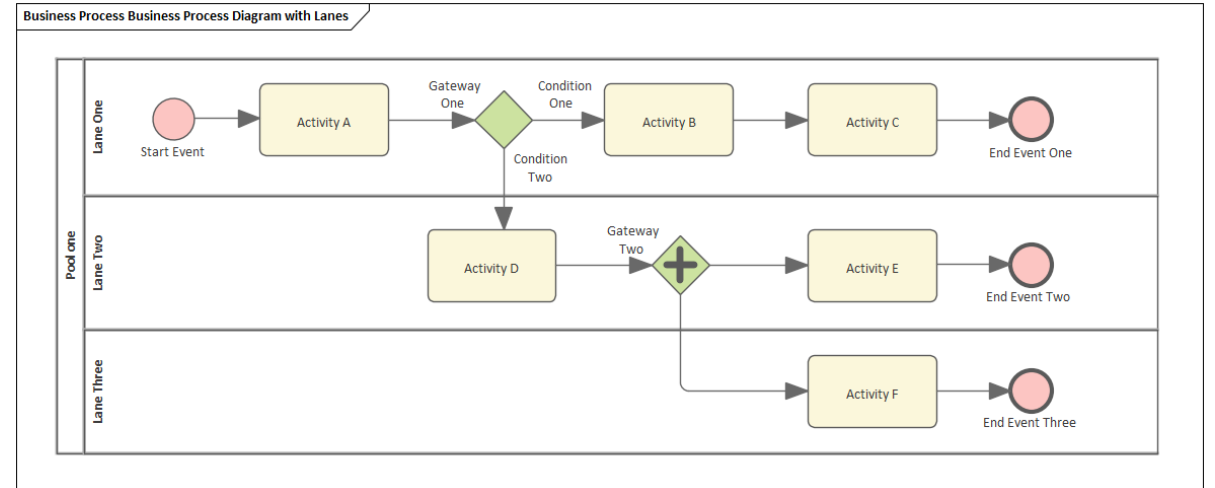 Business Process Business Process Diagram with Lanes
Pool one
Lane One
Start Event
Activity A
Gateway
One
Condition
One
Condition
Two
Activity B
Activity C
End Event One
Lane Two
Activity D
Gateway
Two
Activity E
End Event Two
Lane Three
Activity F
End Event Three